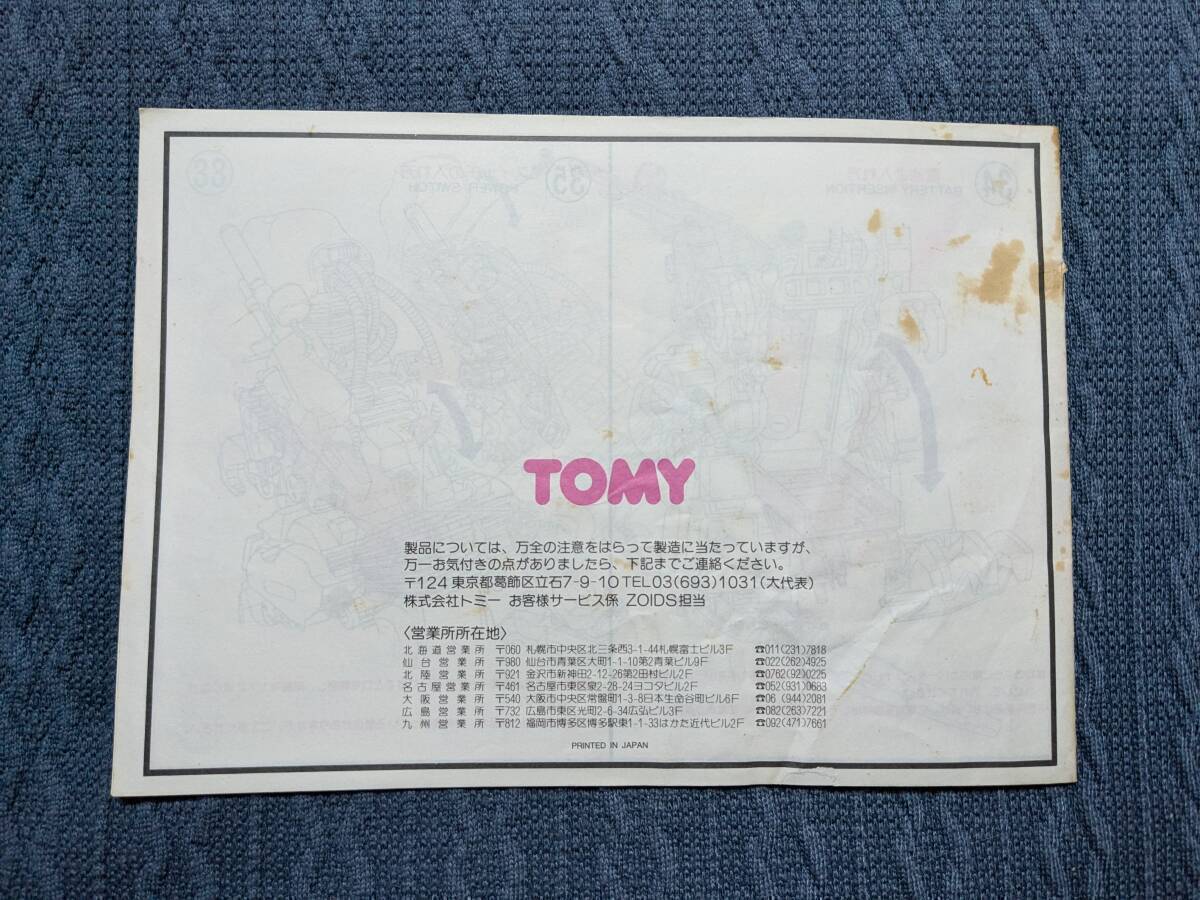 TOMY
製品については、万全の注意をはらって製造に当たっていますが、
万一お気付きの点がありましたら、下記までご連絡ください。
〒124 東京都葛飾区立石7-9-10 TEL03(693)1031(大代表)
株式会社トミー お客様サービス係 ZOIDS担当
〈営業所所在地〉
北海道営業所 〒060 札幌市中央区北三条西3-1-44札幌富士ビル3F ☎011(231)7818
仙台営業所 〒980 仙台市青葉区大町1-1-10第2青葉ビル9F ☎022(262)4925
北陸営業所 〒921 金沢市新神田2-12-26第2田村ビル2F ☎0762(92)0225
名古屋営業所 〒461 名古屋市東区泉2-28-24ヨコタビル2F ☎052(931)0683
大阪営業所 〒540 大阪市中央区常盤町1-3-8日本生命谷町ビル6F ☎06(944)2081
広島営業所 〒732 広島市東区光町2-6-34広弘ビル3F ☎082(263)7221
九州営業所 〒812 福岡市博多区博多駅東1-1-33はかた近代ビル2F ☎092(471)7661
PRINTED IN JAPAN
33
35
POWER SWITCH
34
BATTERY INSERTION